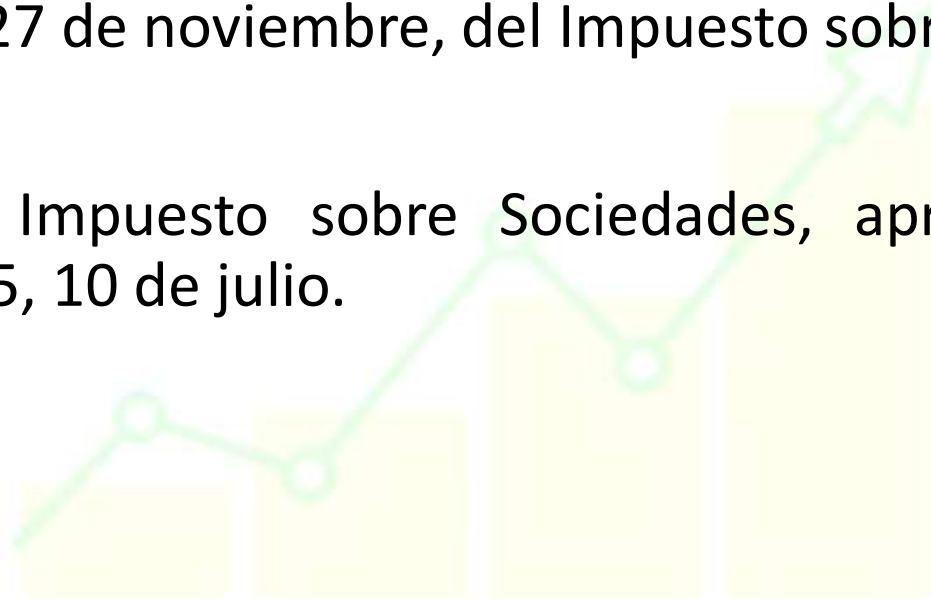 27 de noviembre, del Impuesto sobr
Impuesto sobre Sociedades, apr
5, 10 de julio.